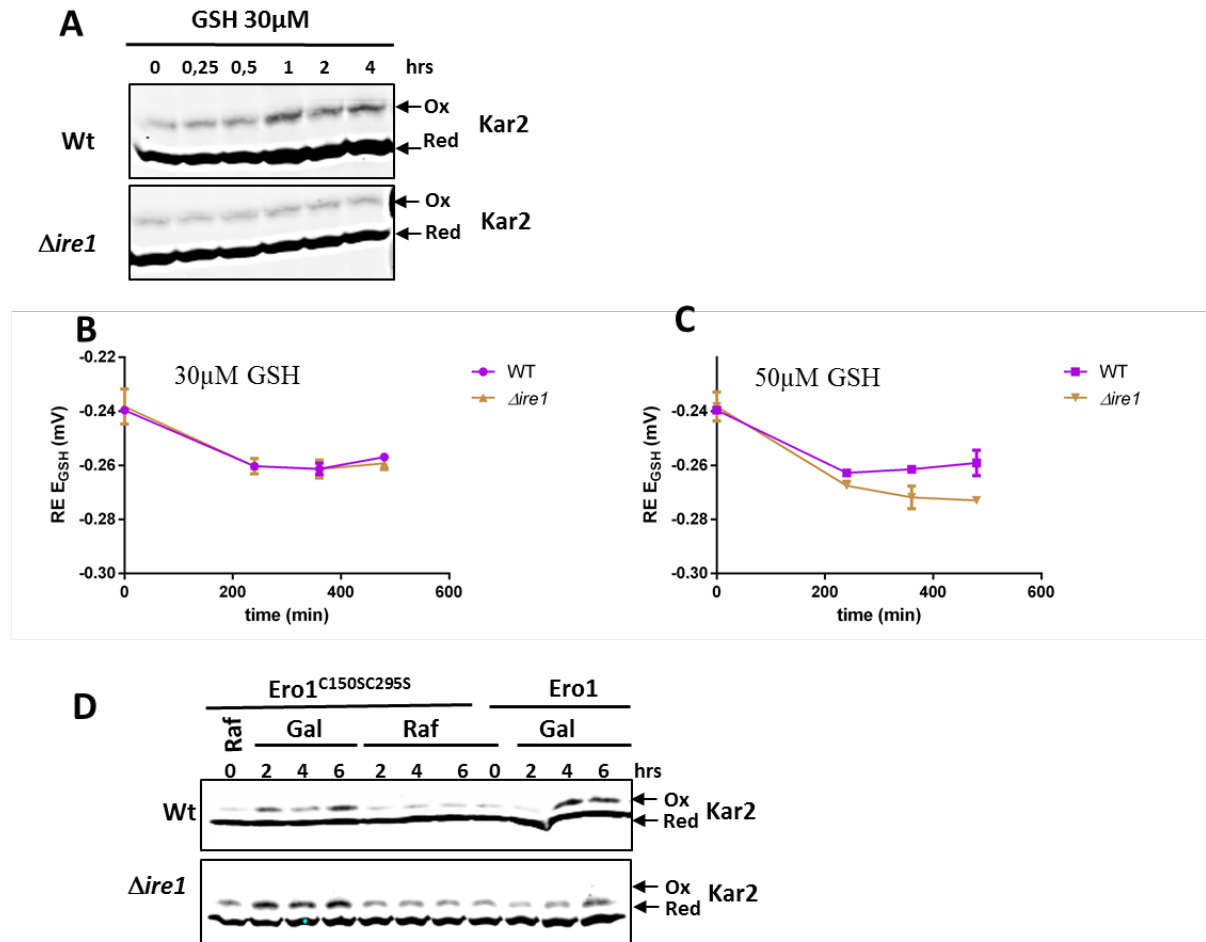 A
GSH 30µM
0 0,25 0,5 1 2 4 hrs
Wt
Ox
Red
Kar2
Δire1
Ox
Red
Kar2
B
30µM GSH
WT
Δire1
RE E_GSH (mV)
-0.22
-0.24
-0.26
-0.28
-0.30
0 200 400 600
time (min)
C
50µM GSH
WT
Δire1
RE E_GSH (mV)
-0.24
-0.26
-0.28
-0.30
0 200 400 600
time (min)
D
Ero1C150SC295S Ero1
Raf Gal Raf Gal
0 2 4 6 2 4 6 0 2 4 6 hrs
Wt
Ox
Red
Kar2
Δire1
Ox
Red
Kar2